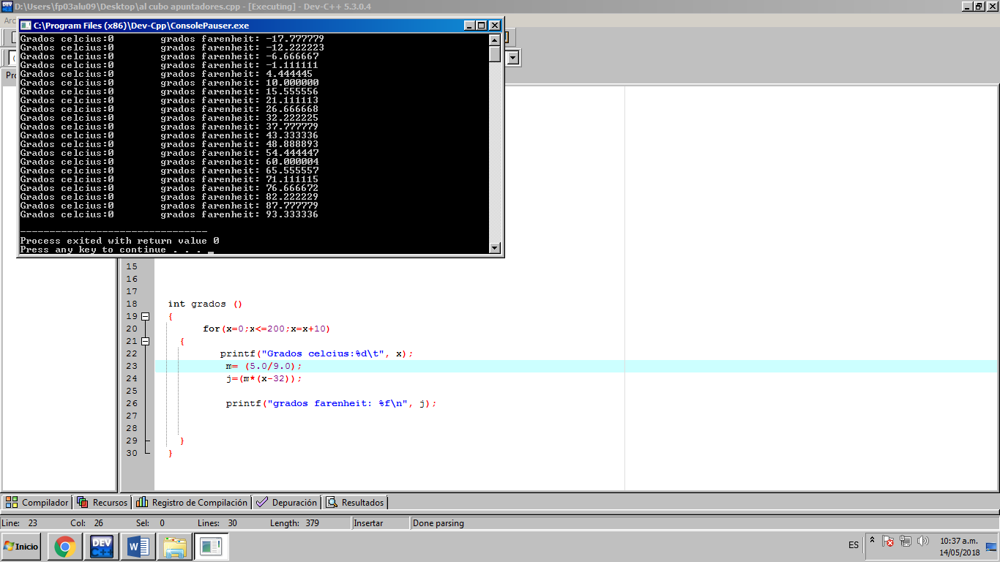 D:\Users\fp03alu09\Desktop\al cubo apuntadores.cpp - [Executing] - Dev-C++ 5.3.0.4
C:\Program Files (x86)\Dev-Cpp\ConsolePauser.exe
Grados celcius:0 grados farenheit: -17.777779
Grados celcius:0 grados farenheit: -12.222223
Grados celcius:0 grados farenheit: -6.666667
Grados celcius:0 grados farenheit: -1.111111
Grados celcius:0 grados farenheit: 4.444445
Grados celcius:0 grados farenheit: 10.000000
Grados celcius:0 grados farenheit: 15.555556
Grados celcius:0 grados farenheit: 21.111113
Grados celcius:0 grados farenheit: 26.666668
Grados celcius:0 grados farenheit: 32.222225
Grados celcius:0 grados farenheit: 37.777779
Grados celcius:0 grados farenheit: 43.333336
Grados celcius:0 grados farenheit: 48.888893
Grados celcius:0 grados farenheit: 54.444447
Grados celcius:0 grados farenheit: 60.000004
Grados celcius:0 grados farenheit: 65.555557
Grados celcius:0 grados farenheit: 71.111115
Grados celcius:0 grados farenheit: 76.666672
Grados celcius:0 grados farenheit: 82.222229
Grados celcius:0 grados farenheit: 87.777779
Grados celcius:0 grados farenheit: 93.333336
--------------------------------
Process exited with return value 0
Press any key to continue . . . _
15
16
17
18 int grados ()
19 {
20 for(x=0;x<=200;x=x+10)
21 {
22 printf("Grados celcius:%d\t", x);
23 m= (5.0/9.0);
24 j=(m*(x-32));
25
26 printf("grados farenheit: %f\n", j);
27
28
29 }
30 }
Compilador Recursos Registro de Compilación Depuración Resultados
Line: 23 Col: 26 Sel: 0 Lines: 30 Length: 379 Insertar Done parsing
Inicio DEV C++ W ES 10:37 a.m.
14/05/2018